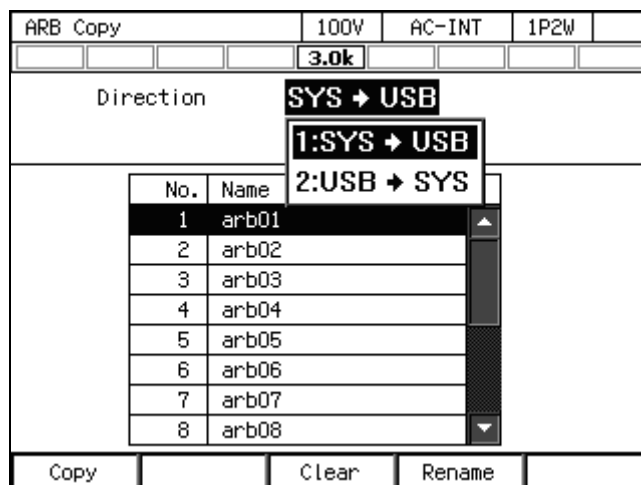 ARB Copy 100V AC-INT 1P2W
3.0k
Direction SYS → USB
1:SYS → USB
2:USB → SYS
No. Name
1 arb01
2 arb02
3 arb03
4 arb04
5 arb05
6 arb06
7 arb07
8 arb08
Copy Clear Rename